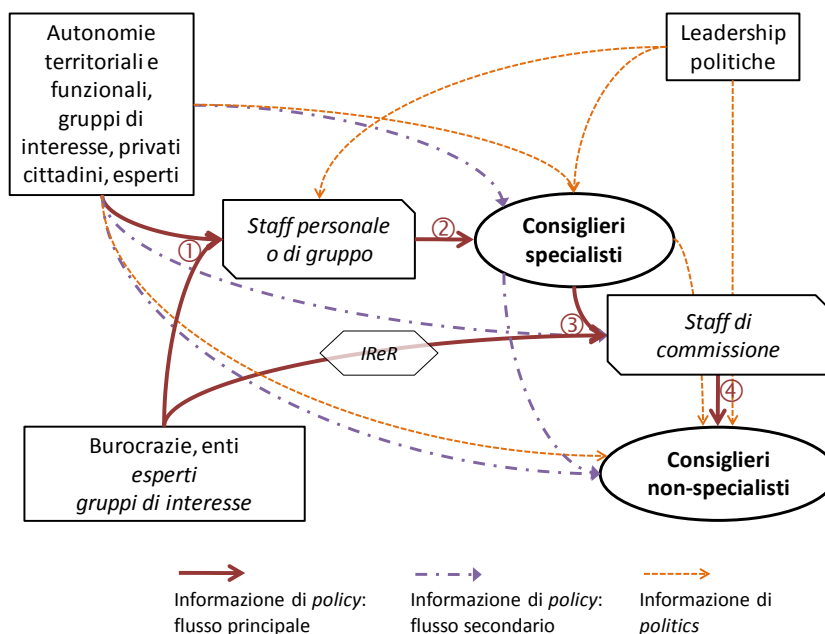 Autonomie
territoriali e
funzionali,
gruppi di
interesse, privati
cittadini, esperti
Leadership
politiche
①
Staff personale
o di gruppo
②
Consiglieri
specialisti
③
Staff di
commissione
IReR
④
Burocrazie, enti
esperti
gruppi di interesse
Consiglieri
non-specialisti
Informazione di policy:
flusso principale
Informazione di policy:
flusso secondario
Informazione di
politics